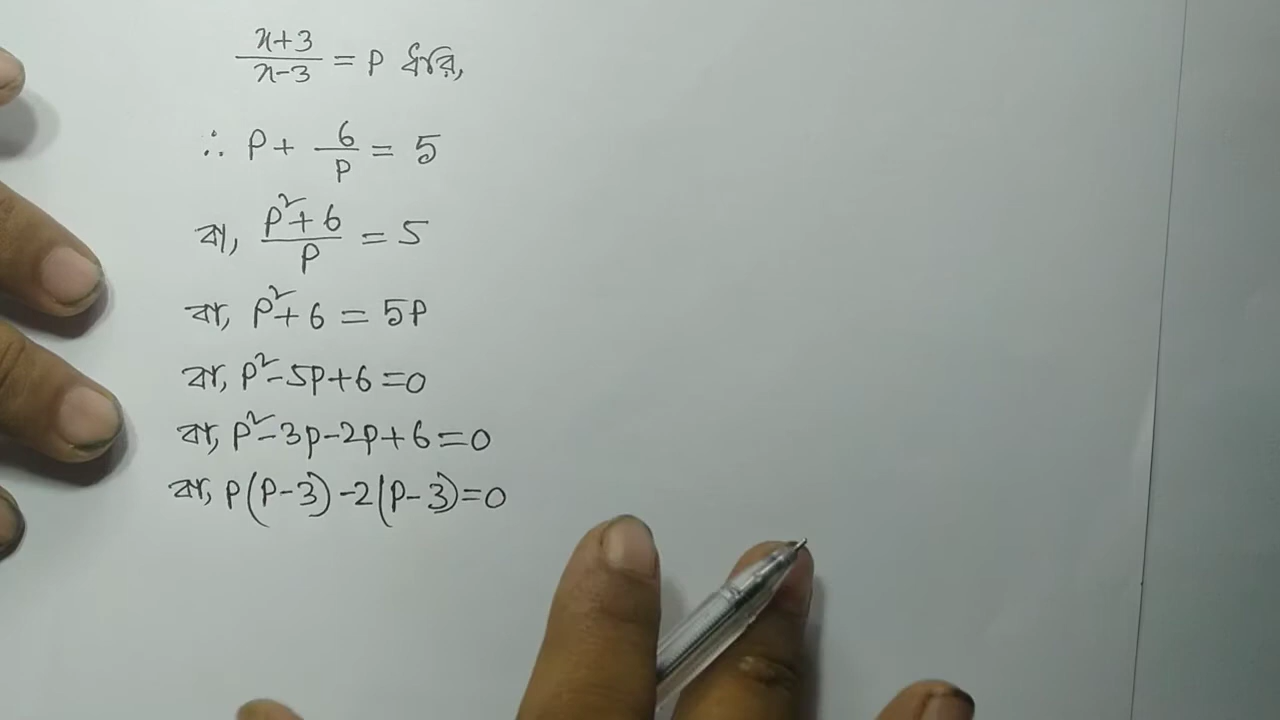 x+3/x-3 = P ধরি,
∴ P + 6/P = 5
বা, P²+6/P = 5
বা, P²+6 = 5P
বা, P²-5P+6=0
বা, P²-3P-2P+6=0
বা, P(P-3)-2(P-3)=0